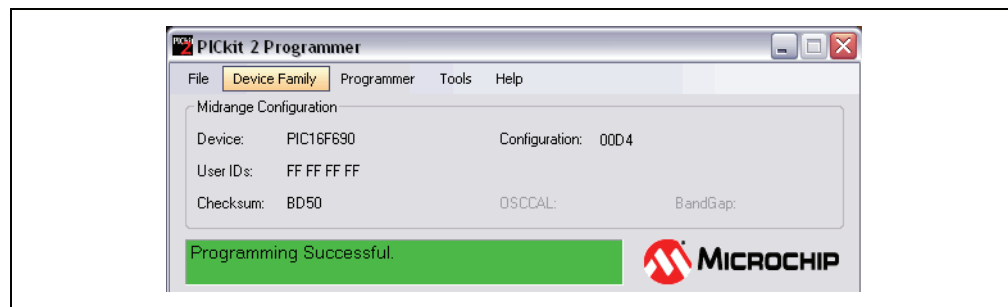 PICkit 2 Programmer
File Device Family Programmer Tools Help
Midrange Configuration
Device: PIC16F690 Configuration: 00D4
User IDs: FF FF FF FF
Checksum: BD50 OSCCAL: BandGap:
Programming Successful.
MICROCHIP